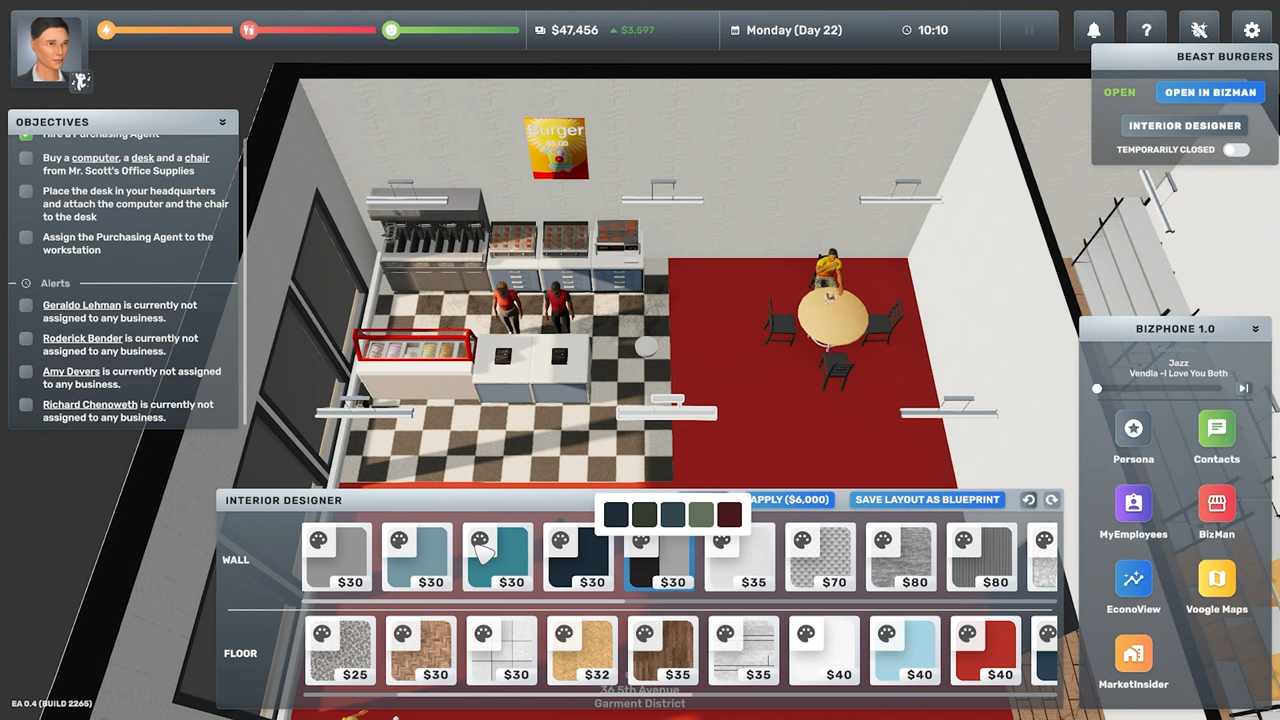 $47,456
$3,597
Monday (Day 22)
10:10
?
BEAST BURGERS
OPEN
OPEN IN BIZMAN
INTERIOR DESIGNER
TEMPORARILY CLOSED
OBJECTIVES
Hire a Purchasing Agent
Buy a computer, a desk and a chair
from Mr. Scott's Office Supplies
Place the desk in your headquarters
and attach the computer and the chair
to the desk
Assign the Purchasing Agent to the
workstation
Alerts
Geraldo Lehman is currently not
assigned to any business.
Roderick Bender is currently not
assigned to any business.
Amy Devers is currently not assigned
to any business.
Richard Chenoweth is currently not
assigned to any business.
Burger
BIZPHONE 1.0
Jazz
Vendla -I Love You Both
Persona
Contacts
MyEmployees
BizMan
EconoView
Voogle Maps
MarketInsider
INTERIOR DESIGNER
APPLY ($6,000)
SAVE LAYOUT AS BLUEPRINT
WALL
$30
$30
$30
$30
$30
$35
$70
$80
$80
FLOOR
$25
$30
$30
$32
$35
$35
$40
$40
$40
36 5th Avenue
Garment District
EA 0.4 (BUILD 2265)